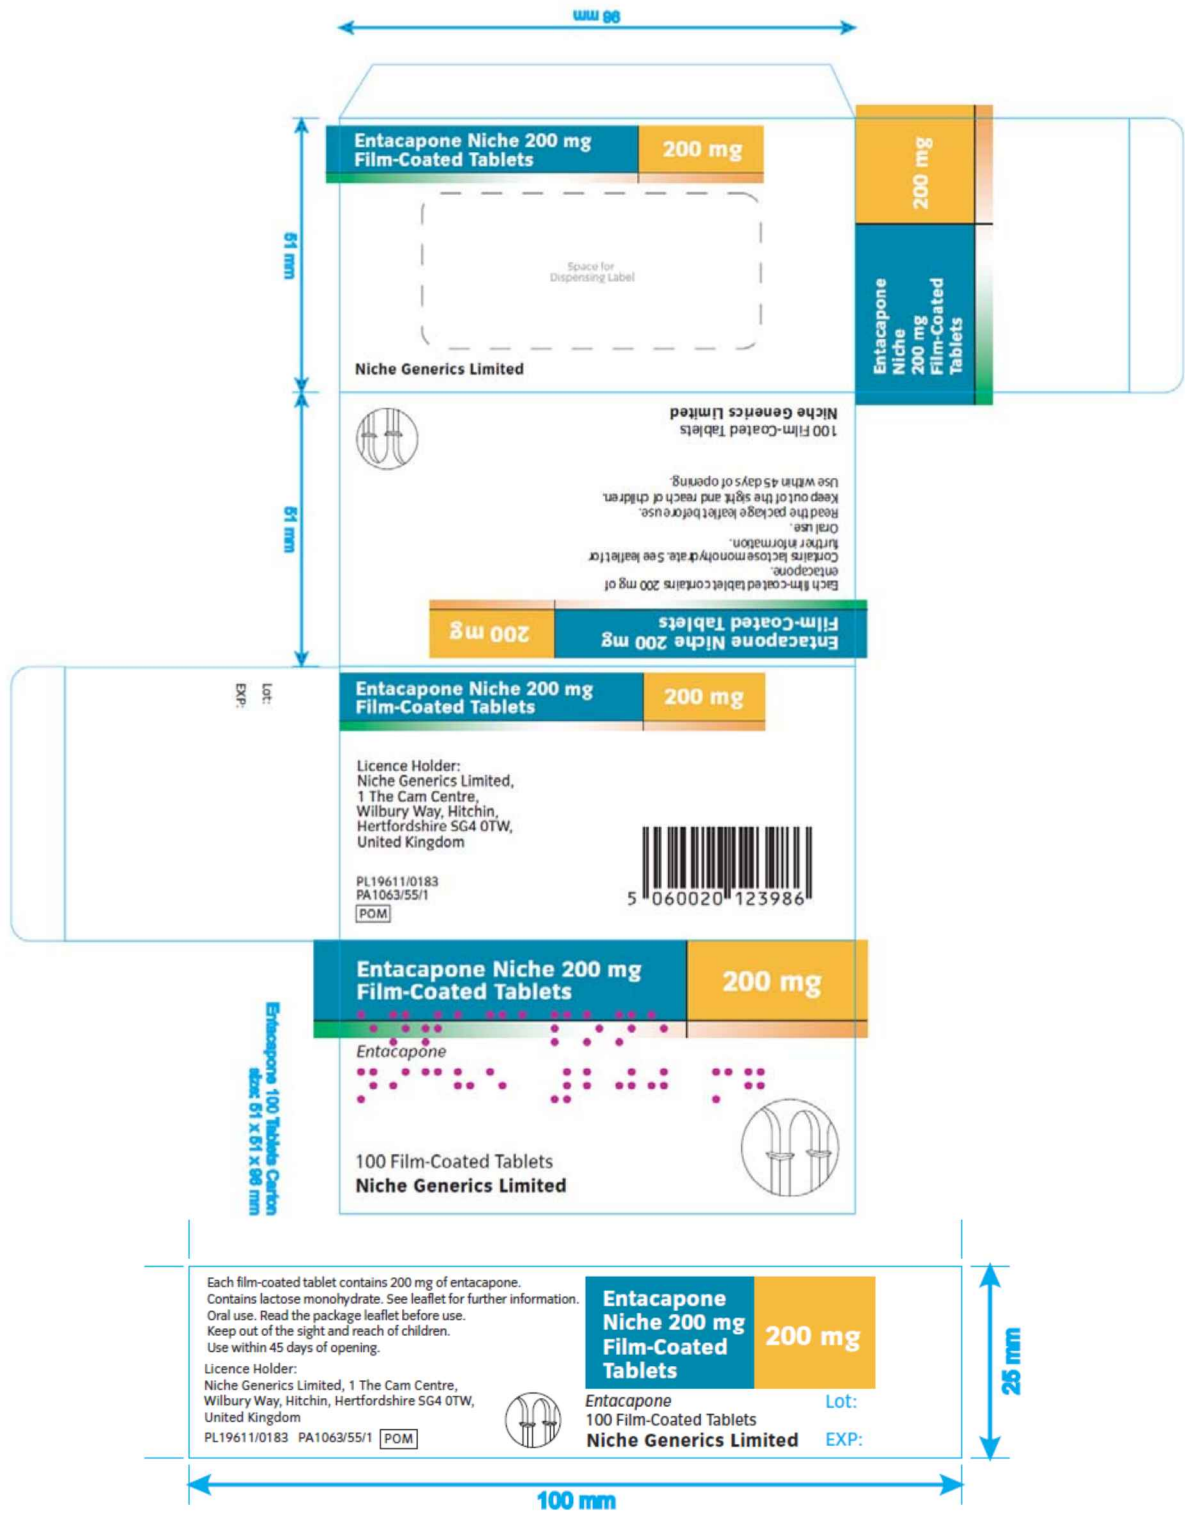 96 mm
Entacapone Niche 200 mg
Film-Coated Tablets
200 mg
Space for
Dispensing Label
Niche Generics Limited
51 mm
200 mg
Entacapone
Niche
200 mg
Film-Coated
Tablets
51 mm
Entacapone Niche 200 mg
Film-Coated Tablets
200 mg
Each film-coated tablet contains 200 mg of
entacapone.
Contains lactose monohydrate. See leaflet for
further information.
Oral use.
Read the package leaflet before use.
Keep out of the sight and reach of children.
Use within 45 days of opening.
100 Film-Coated Tablets
Niche Generics Limited
Lot:
EXP:
Entacapone Niche 200 mg
Film-Coated Tablets
200 mg
Licence Holder:
Niche Generics Limited,
1 The Cam Centre,
Wilbury Way, Hitchin,
Hertfordshire SG4 0TW,
United Kingdom
PL19611/0183
PA1063/55/1
POM
5 060020 123986
Entacapone Niche 200 mg
Film-Coated Tablets
200 mg
Entacapone
100 Film-Coated Tablets
Niche Generics Limited
Entacapone 100 Tablets Carton
size: 51 x 51 x 96 mm
Each film-coated tablet contains 200 mg of entacapone.
Contains lactose monohydrate. See leaflet for further information.
Oral use. Read the package leaflet before use.
Keep out of the sight and reach of children.
Use within 45 days of opening.
Licence Holder:
Niche Generics Limited, 1 The Cam Centre,
Wilbury Way, Hitchin, Hertfordshire SG4 0TW,
United Kingdom
PL19611/0183 PA1063/55/1 POM
Entacapone
Niche 200 mg
Film-Coated
Tablets
200 mg
Entacapone
100 Film-Coated Tablets
Niche Generics Limited
Lot:
EXP:
25 mm
100 mm